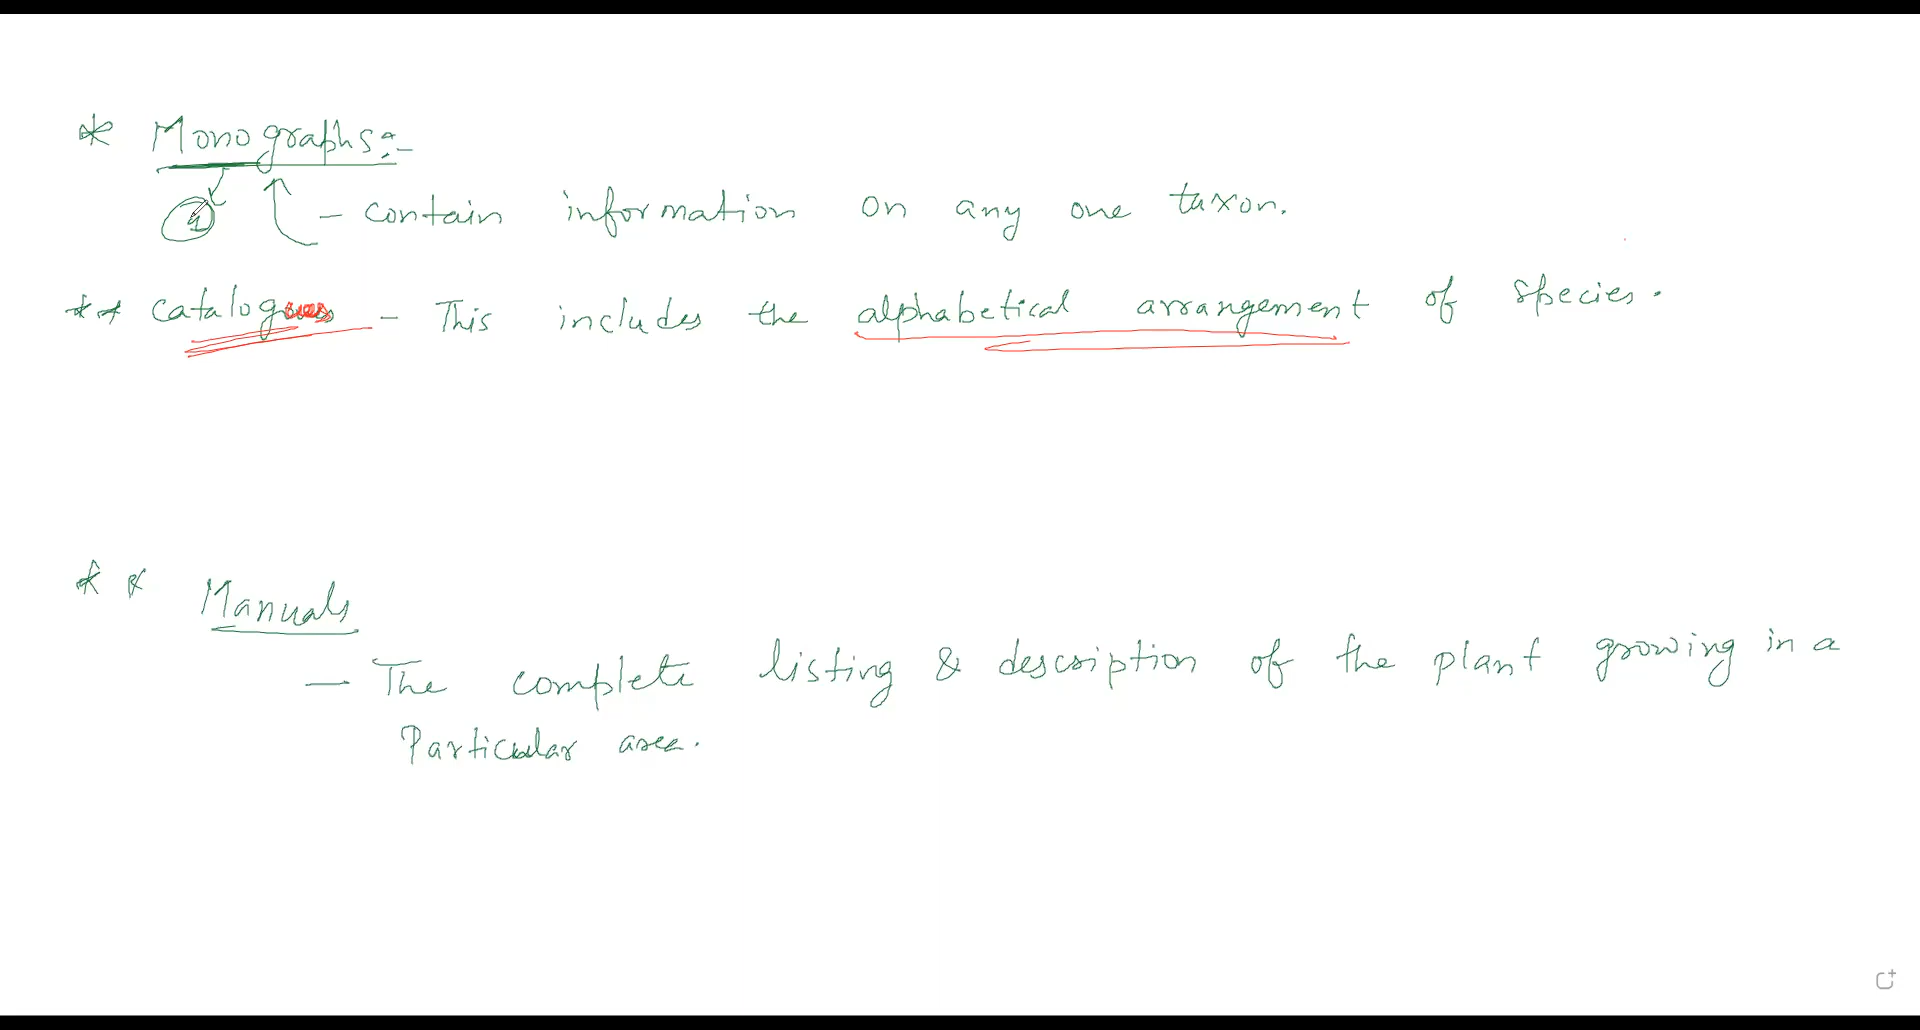 * Monographs:-
1 - contain information on any one taxon.
** catalogues - This includes the alphabetical arrangement of species.
** Manuals
- The complete listing & description of the plant growing in a
Particular area.